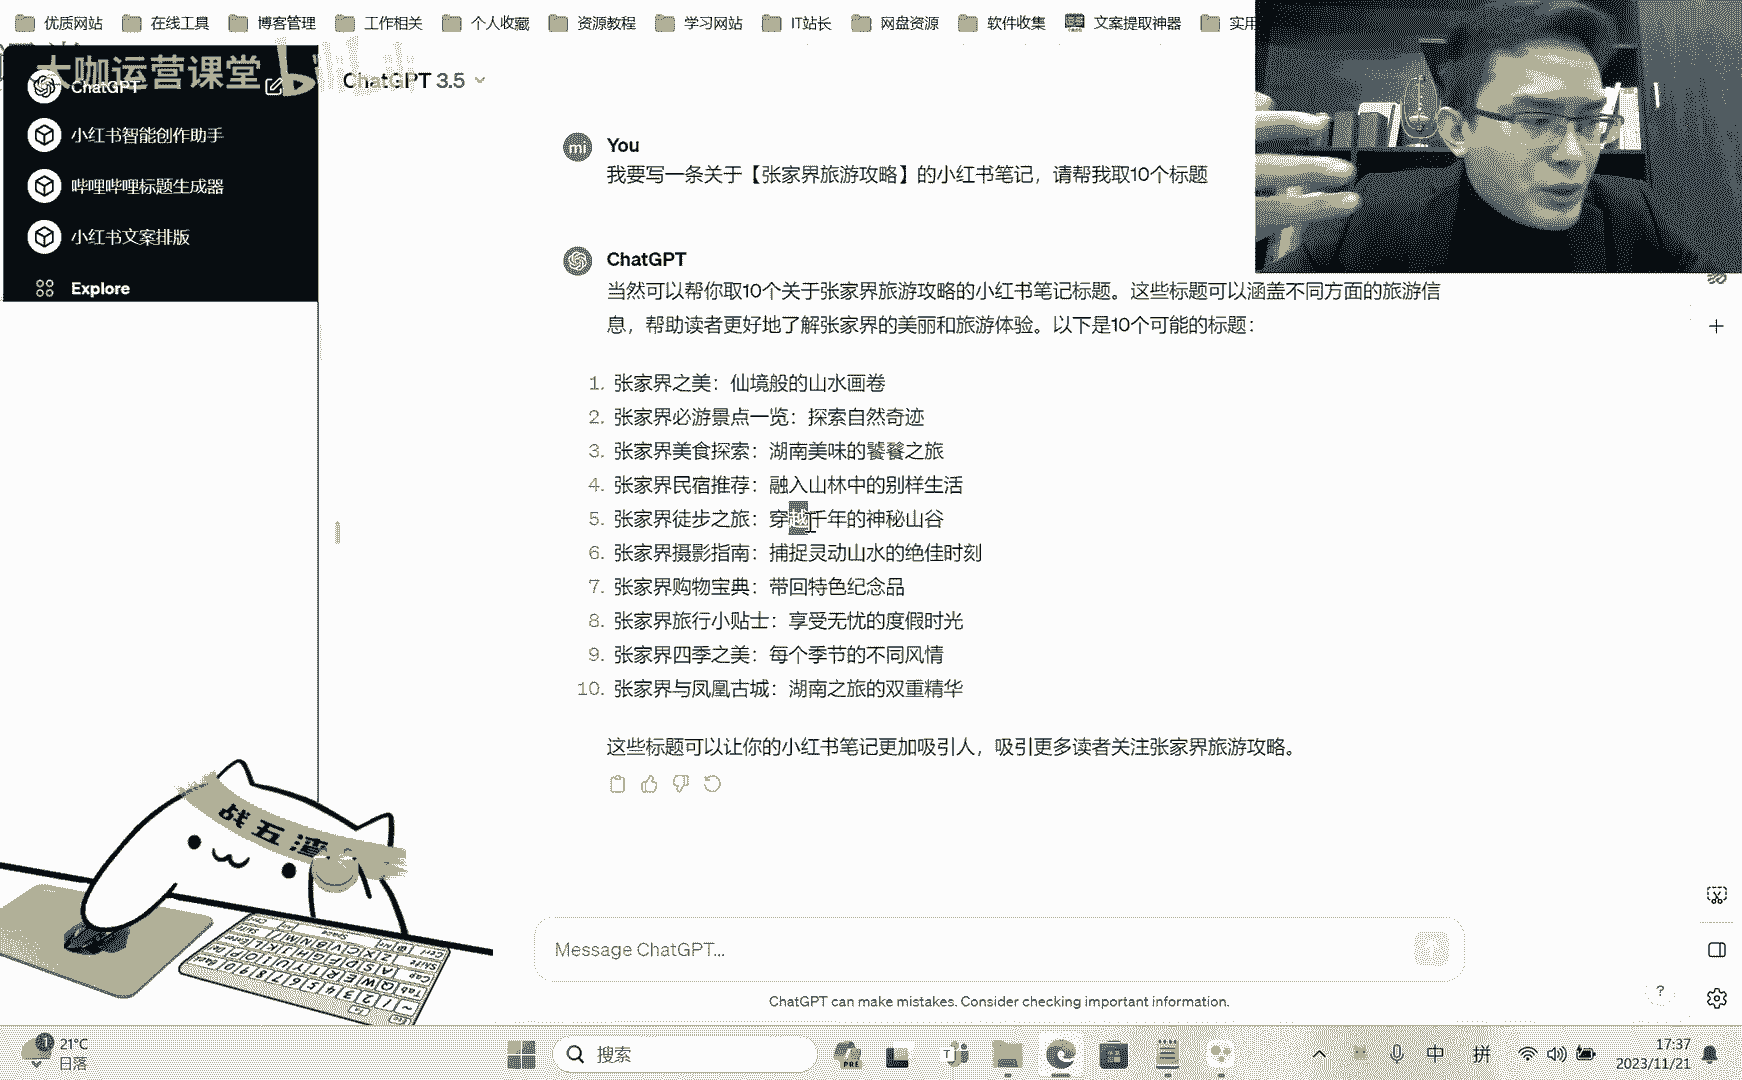 优质网站 在线工具 博客管理 工作相关 个人收藏 资源教程 学习网站 IT站长 网盘资源 软件收集 文案提取神器 实用
大咖运营课堂
ChatGPT
小红书智能创作助手
哔哩哔哩标题生成器
小红书文案排版
Explore
ChatGPT 3.5
mi
You
我要写一条关于【张家界旅游攻略】的小红书笔记，请帮我取10个标题
ChatGPT
当然可以帮你取10个关于张家界旅游攻略的小红书笔记标题。这些标题可以涵盖不同方面的旅游信
息，帮助读者更好地了解张家界的美丽和旅游体验。以下是10个可能的标题：
1. 张家界之美：仙境般的山水画卷
2. 张家界必游景点一览：探索自然奇迹
3. 张家界美食探索：湖南美味的饕餮之旅
4. 张家界民宿推荐：融入山林中的别样生活
5. 张家界徒步之旅：穿越千年的神秘山谷
6. 张家界摄影指南：捕捉灵动山水的绝佳时刻
7. 张家界购物宝典：带回特色纪念品
8. 张家界旅行小贴士：享受无忧的度假时光
9. 张家界四季之美：每个季节的不同风情
10. 张家界与凤凰古城：湖南之旅的双重精华
这些标题可以让你的小红书笔记更加吸引人，吸引更多读者关注张家界旅游攻略。
战五渣
Message ChatGPT...
ChatGPT can make mistakes. Consider checking important information.
?
21°C
日落
搜索
中
拼
17:37
2023/11/21